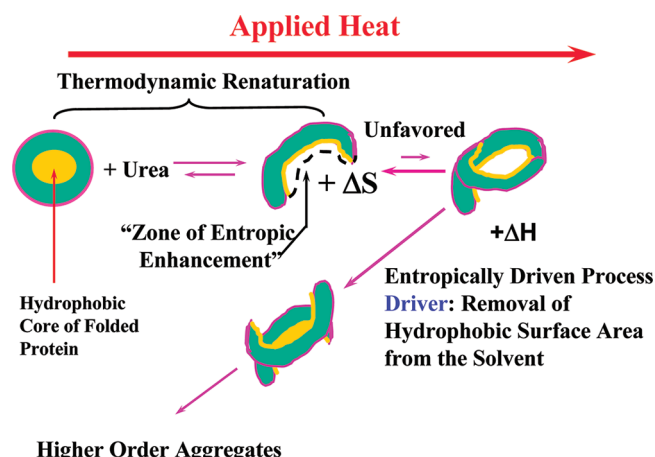 Applied Heat
Thermodynamic Renaturation
Unfavored
+ Urea
+ ΔS
“Zone of Entropic
Enhancement”
+ΔH
Hydrophobic
Core of Folded
Protein
Entropically Driven Process
Driver: Removal of
Hydrophobic Surface Area
from the Solvent
Higher Order Aggregates